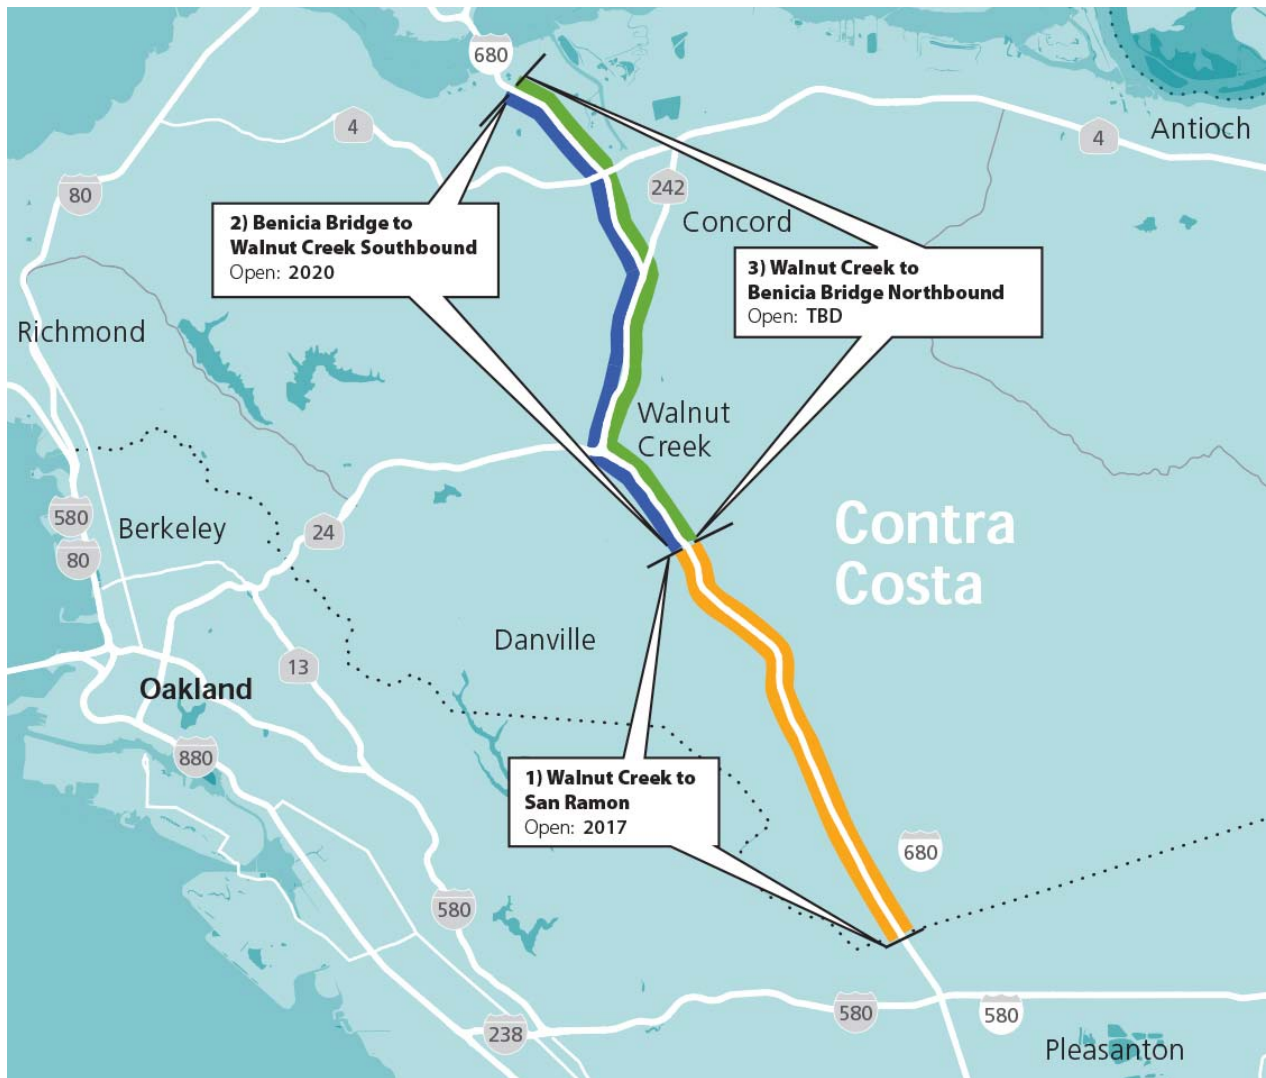 680
4
4
Antioch
80
242
2) Benicia Bridge to
Walnut Creek Southbound
Open: 2020
Concord
3) Walnut Creek to
Benicia Bridge Northbound
Open: TBD
Richmond
Walnut
Creek
580
Berkeley
24
80
Contra
Costa
Danville
13
Oakland
880
1) Walnut Creek to
San Ramon
Open: 2017
680
580
238
580
580
Pleasanton